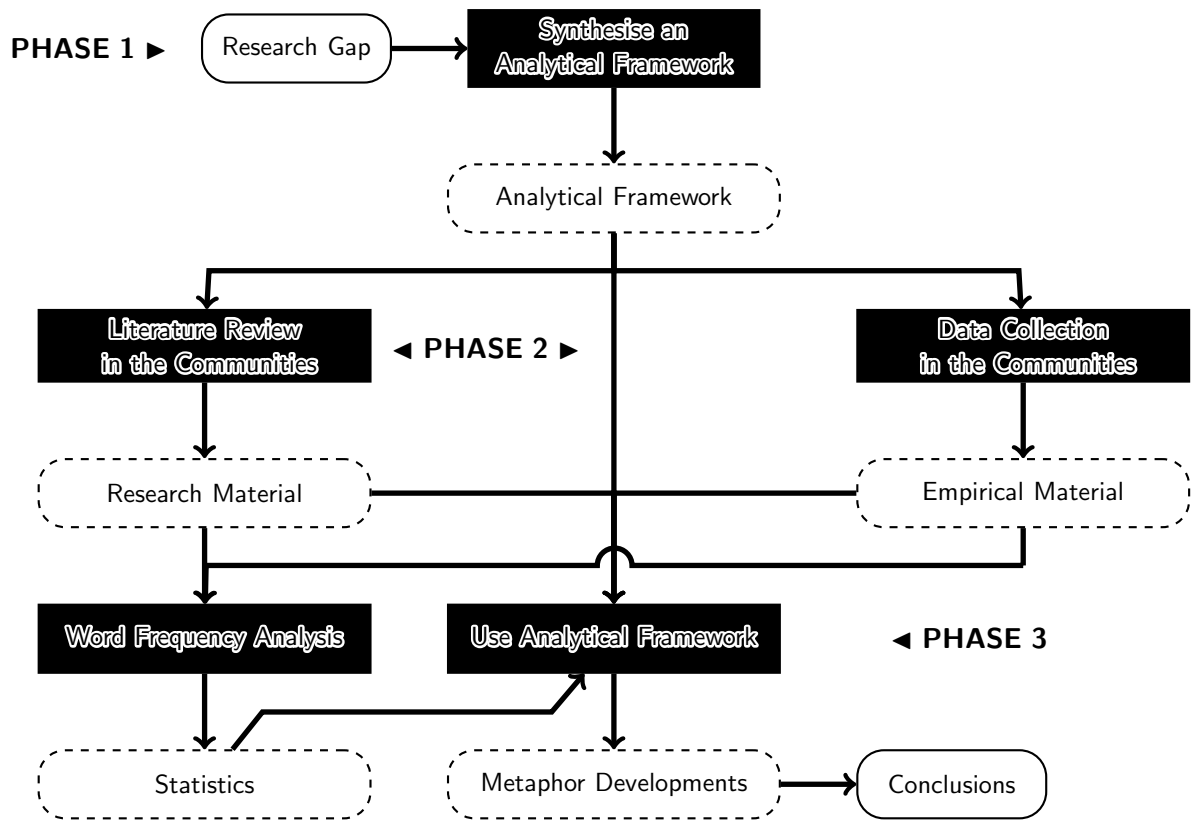 PHASE 1 ►
Research Gap
Synthesise an
Analytical Framework
Analytical Framework
Literature Review
in the Communities
◄ PHASE 2 ►
Data Collection
in the Communities
Research Material
Empirical Material
Word Frequency Analysis
Use Analytical Framework
◄ PHASE 3
Statistics
Metaphor Developments
Conclusions